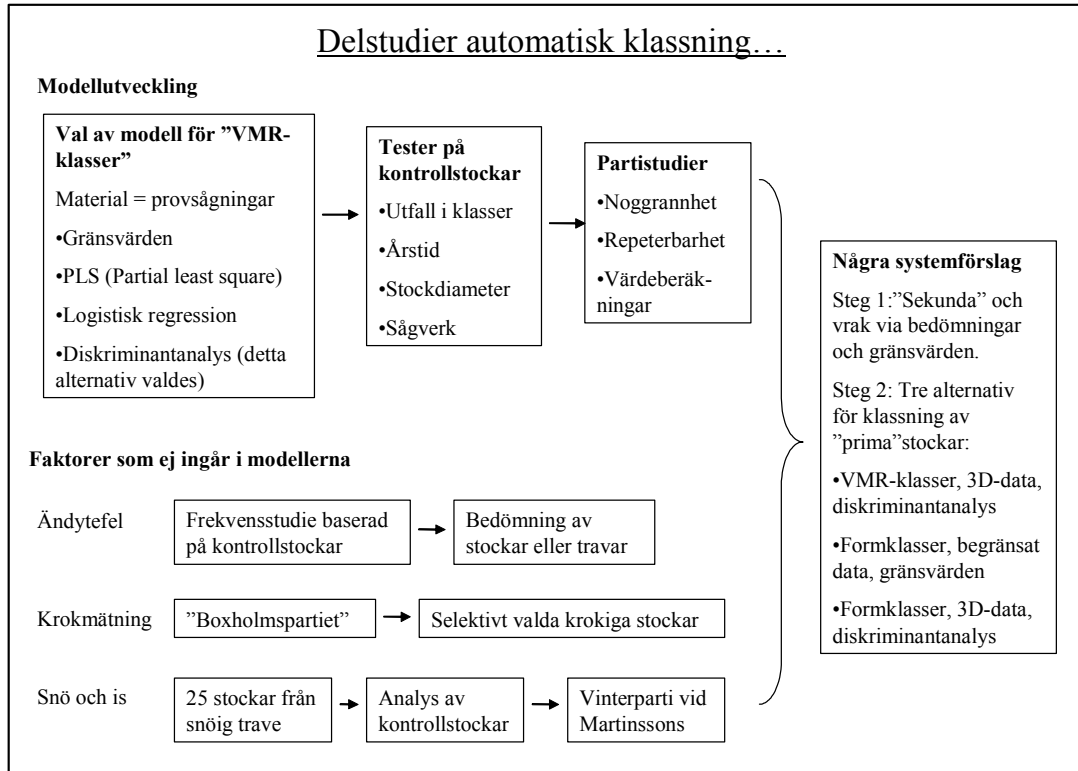 Delstudier automatisk klassning…
Modellutveckling
Val av modell för ”VMR-
klasser”
Material = provsågningar
•Gränsvärden
•PLS (Partial least square)
•Logistisk regression
•Diskriminantanalys (detta
alternativ valdes)
Tester på
kontrollstockar
•Utfall i klasser
•Årstid
•Stockdiameter
•Sågverk
Partistudier
•Noggrannhet
•Repeterbarhet
•Värdeberäk-
ningar
Några systemförslag
Steg 1:”Sekunda” och
vrak via bedömningar
och gränsvärden.
Steg 2: Tre alternativ
för klassning av
”prima”stockar:
•VMR-klasser, 3D-data,
diskriminantanalys
•Formklasser, begränsat
data, gränsvärden
•Formklasser, 3D-data,
diskriminantanalys
Faktorer som ej ingår i modellerna
Ändytefel
Frekvensstudie baserad
på kontrollstockar
Bedömning av
stockar eller travar
Krokmätning
”Boxholmspartiet”
Selektivt valda krokiga stockar
Snö och is
25 stockar från
snöig trave
Analys av
kontrollstockar
Vinterparti vid
Martinssons